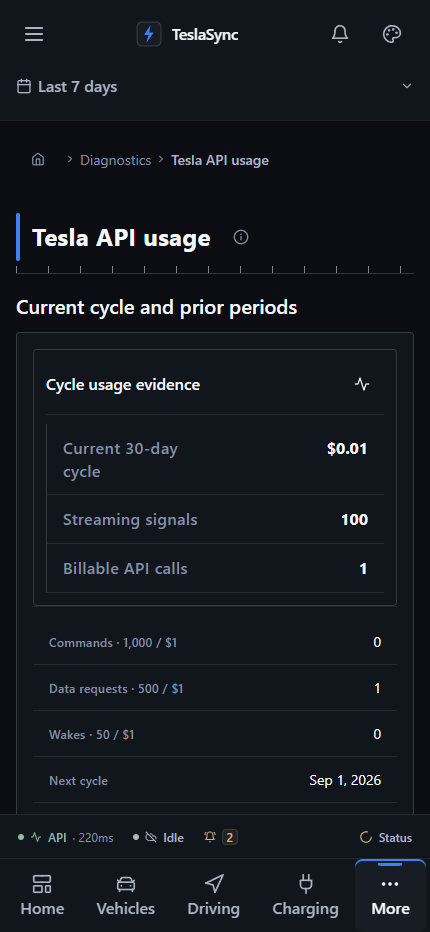 TeslaSync
Last 7 days
Diagnostics
Tesla API usage
Tesla API usage
Current cycle and prior periods
Cycle usage evidence
Current 30-day
cycle
$0.01
Streaming signals 100
Billable API calls 1
Commands · 1,000 / $1 0
Data requests · 500 / $1 1
Wakes · 50 / $1 0
Next cycle Sep 1, 2026
API · 220ms Idle 2 Status
Home Vehicles Driving Charging More